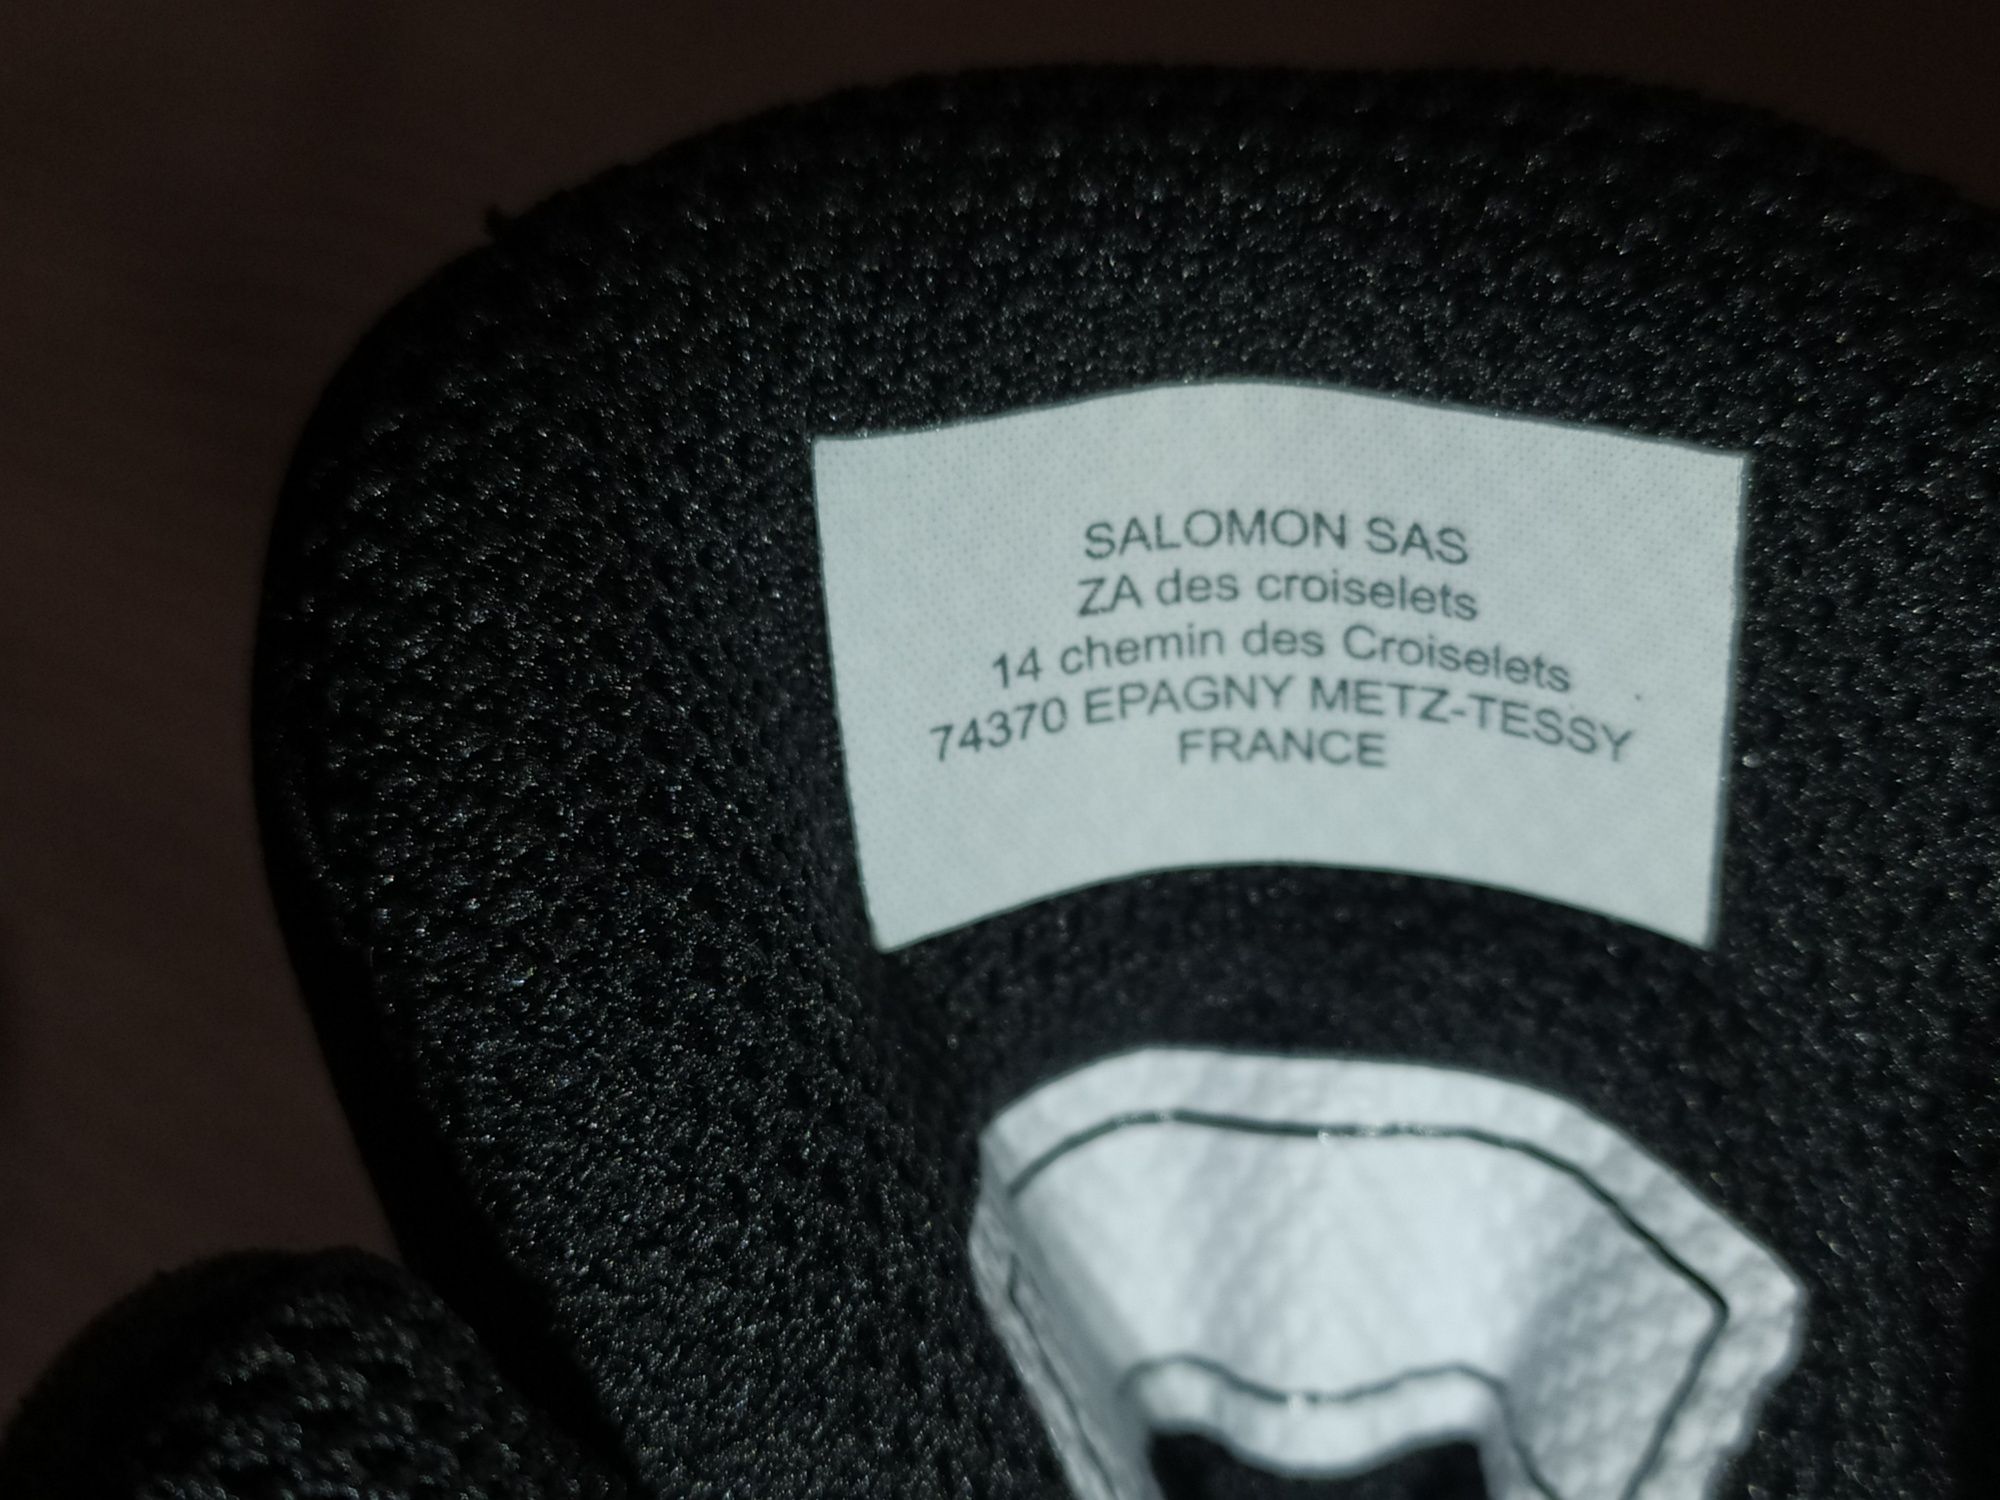 SALOMON SAS
ZA des croiselets
14 chemin des Croiselets
74370 EPAGNY METZ-TESSY
FRANCE